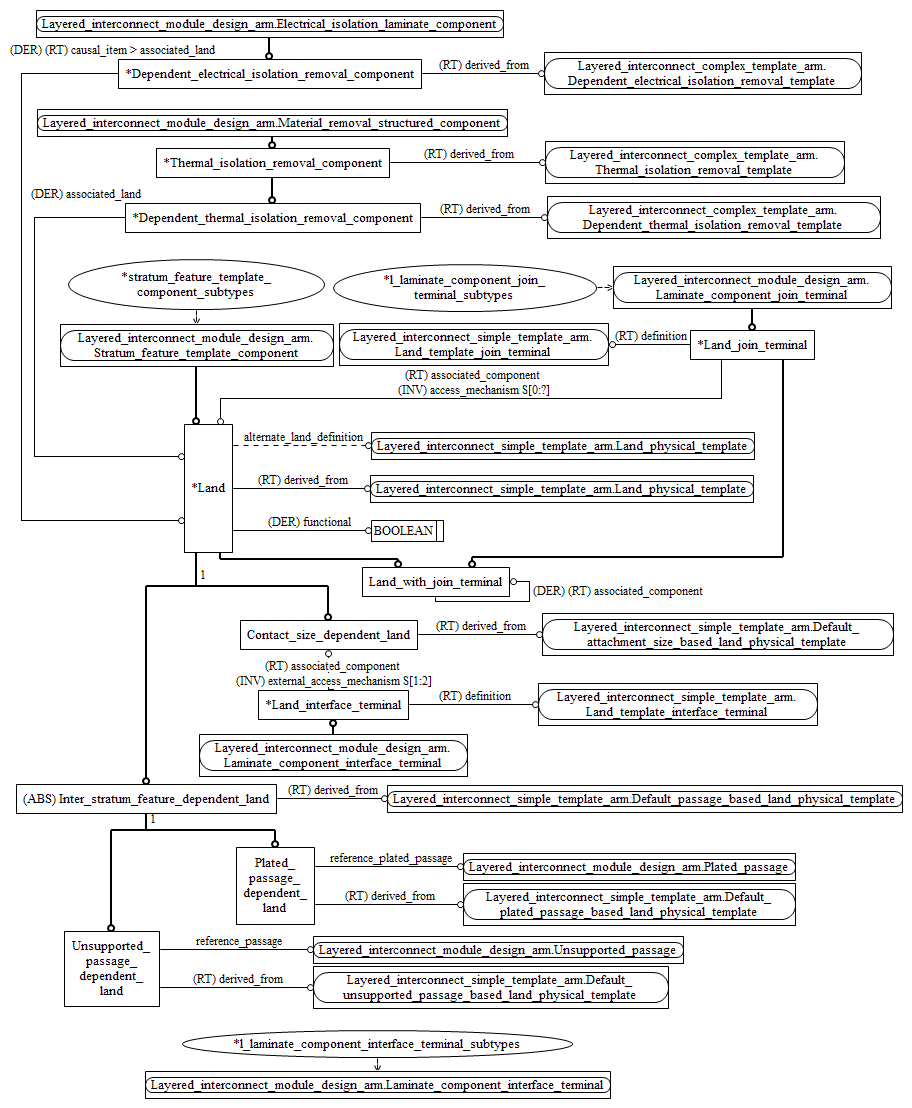 Layered_interconnect_module_design_arm.Electrical_isolation_laminate_component
(DER) (RT) causal_item > associated_land
*Dependent_electrical_isolation_removal_component
(RT) derived_from
Layered_interconnect_complex_template_arm.
Dependent_electrical_isolation_removal_template
Layered_interconnect_module_design_arm.Material_removal_structured_component
*Thermal_isolation_removal_component
(RT) derived_from
Layered_interconnect_complex_template_arm.
Thermal_isolation_removal_template
(DER) associated_land
*Dependent_thermal_isolation_removal_component
(RT) derived_from
Layered_interconnect_complex_template_arm.
Dependent_thermal_isolation_removal_template
*stratum_feature_template_
component_subtypes
*l_laminate_component_join_
terminal_subtypes
Layered_interconnect_module_design_arm.
Laminate_component_join_terminal
Layered_interconnect_module_design_arm.
Stratum_feature_template_component
Layered_interconnect_simple_template_arm.
Land_template_join_terminal
(RT) definition
*Land_join_terminal
(RT) associated_component
(INV) access_mechanism S[0:?]
alternate_land_definition
Layered_interconnect_simple_template_arm.Land_physical_template
*Land
(RT) derived_from
Layered_interconnect_simple_template_arm.Land_physical_template
(DER) functional
BOOLEAN
1
Land_with_join_terminal
(DER) (RT) associated_component
Contact_size_dependent_land
(RT) derived_from
Layered_interconnect_simple_template_arm.Default_
attachment_size_based_land_physical_template
(RT) associated_component
(INV) external_access_mechanism S[1:2]
*Land_interface_terminal
(RT) definition
Layered_interconnect_simple_template_arm.
Land_template_interface_terminal
Layered_interconnect_module_design_arm.
Laminate_component_interface_terminal
(ABS) Inter_stratum_feature_dependent_land
(RT) derived_from
Layered_interconnect_simple_template_arm.Default_passage_based_land_physical_template
1
Plated_
passage_
dependent_
land
reference_plated_passage
Layered_interconnect_module_design_arm.Plated_passage
(RT) derived_from
Layered_interconnect_simple_template_arm.Default_
plated_passage_based_land_physical_template
Unsupported_
passage_
dependent_
land
reference_passage
Layered_interconnect_module_design_arm.Unsupported_passage
(RT) derived_from
Layered_interconnect_simple_template_arm.Default_
unsupported_passage_based_land_physical_template
*l_laminate_component_interface_terminal_subtypes
Layered_interconnect_module_design_arm.Laminate_component_interface_terminal